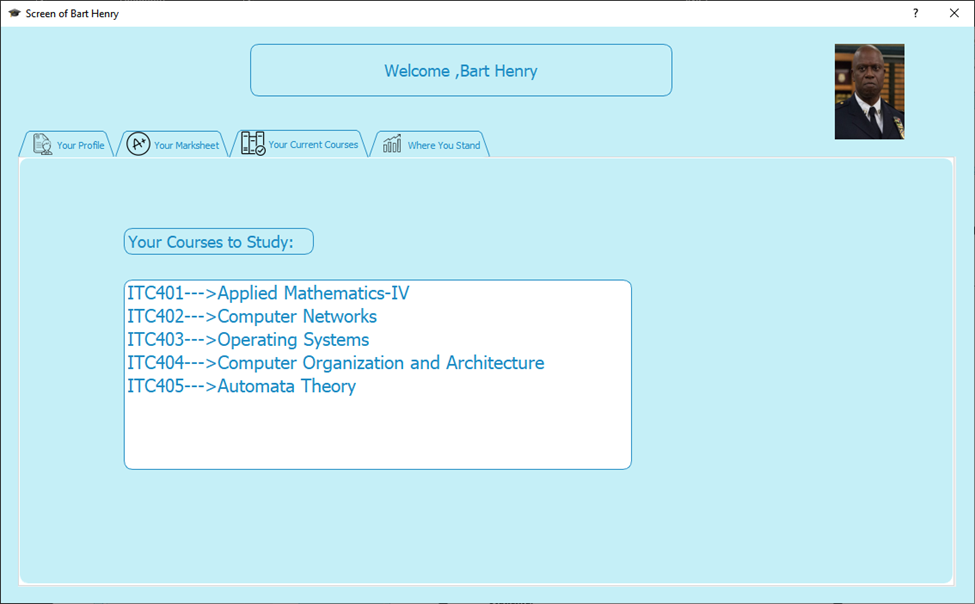 Screen of Bart Henry
?
Welcome ,Bart Henry
Your Profile
A+ Your Marksheet
Your Current Courses
Where You Stand
Your Courses to Study:
ITC401--->Applied Mathematics-IV
ITC402--->Computer Networks
ITC403--->Operating Systems
ITC404--->Computer Organization and Architecture
ITC405--->Automata Theory